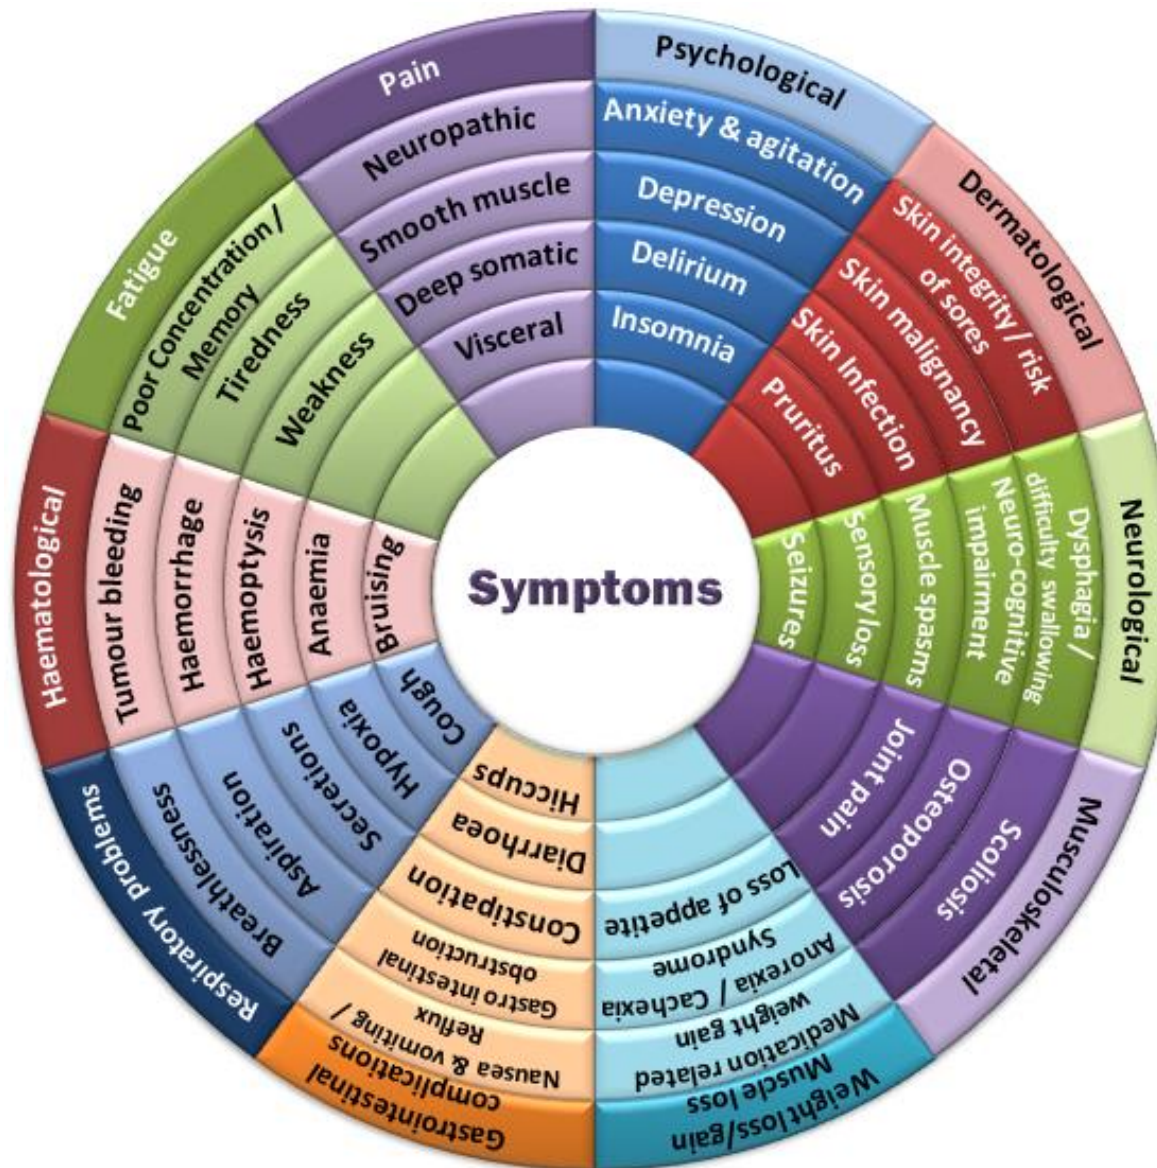 Symptoms
Psychological
Anxiety & agitation
Depression
Delirium
Insomnia
Dermatological
Skin integrity/ risk
of sores
Skin malignancy
Skin Infection
Pruritus
Neurological
Dysphagia /
difficulty swallowing
Neuro-cognitive
impairment
Muscle spasms
Sensory loss
Seizures
Musculoskeletal
Scoliosis
Osteoporosis
Joint pain
Weight loss/gain
Muscle loss
Medication related
weight gain
Anorexia / Cachexia
Syndrome
Loss of appetite
Gastrointestinal
complications
Nausea & vomiting /
Reflux
Gastro intestinal
obstruction
Constipation
Diarrhoea
Hiccups
Respiratory problems
Breathlessness
Aspiration
Secretions
Hypoxia
Cough
Haematological
Tumour bleeding
Haemorrhage
Haemoptysis
Anaemia
Bruising
Fatigue
Poor Concentration /
Memory
Tiredness
Weakness
Pain
Neuropathic
Smooth muscle
Deep somatic
Visceral